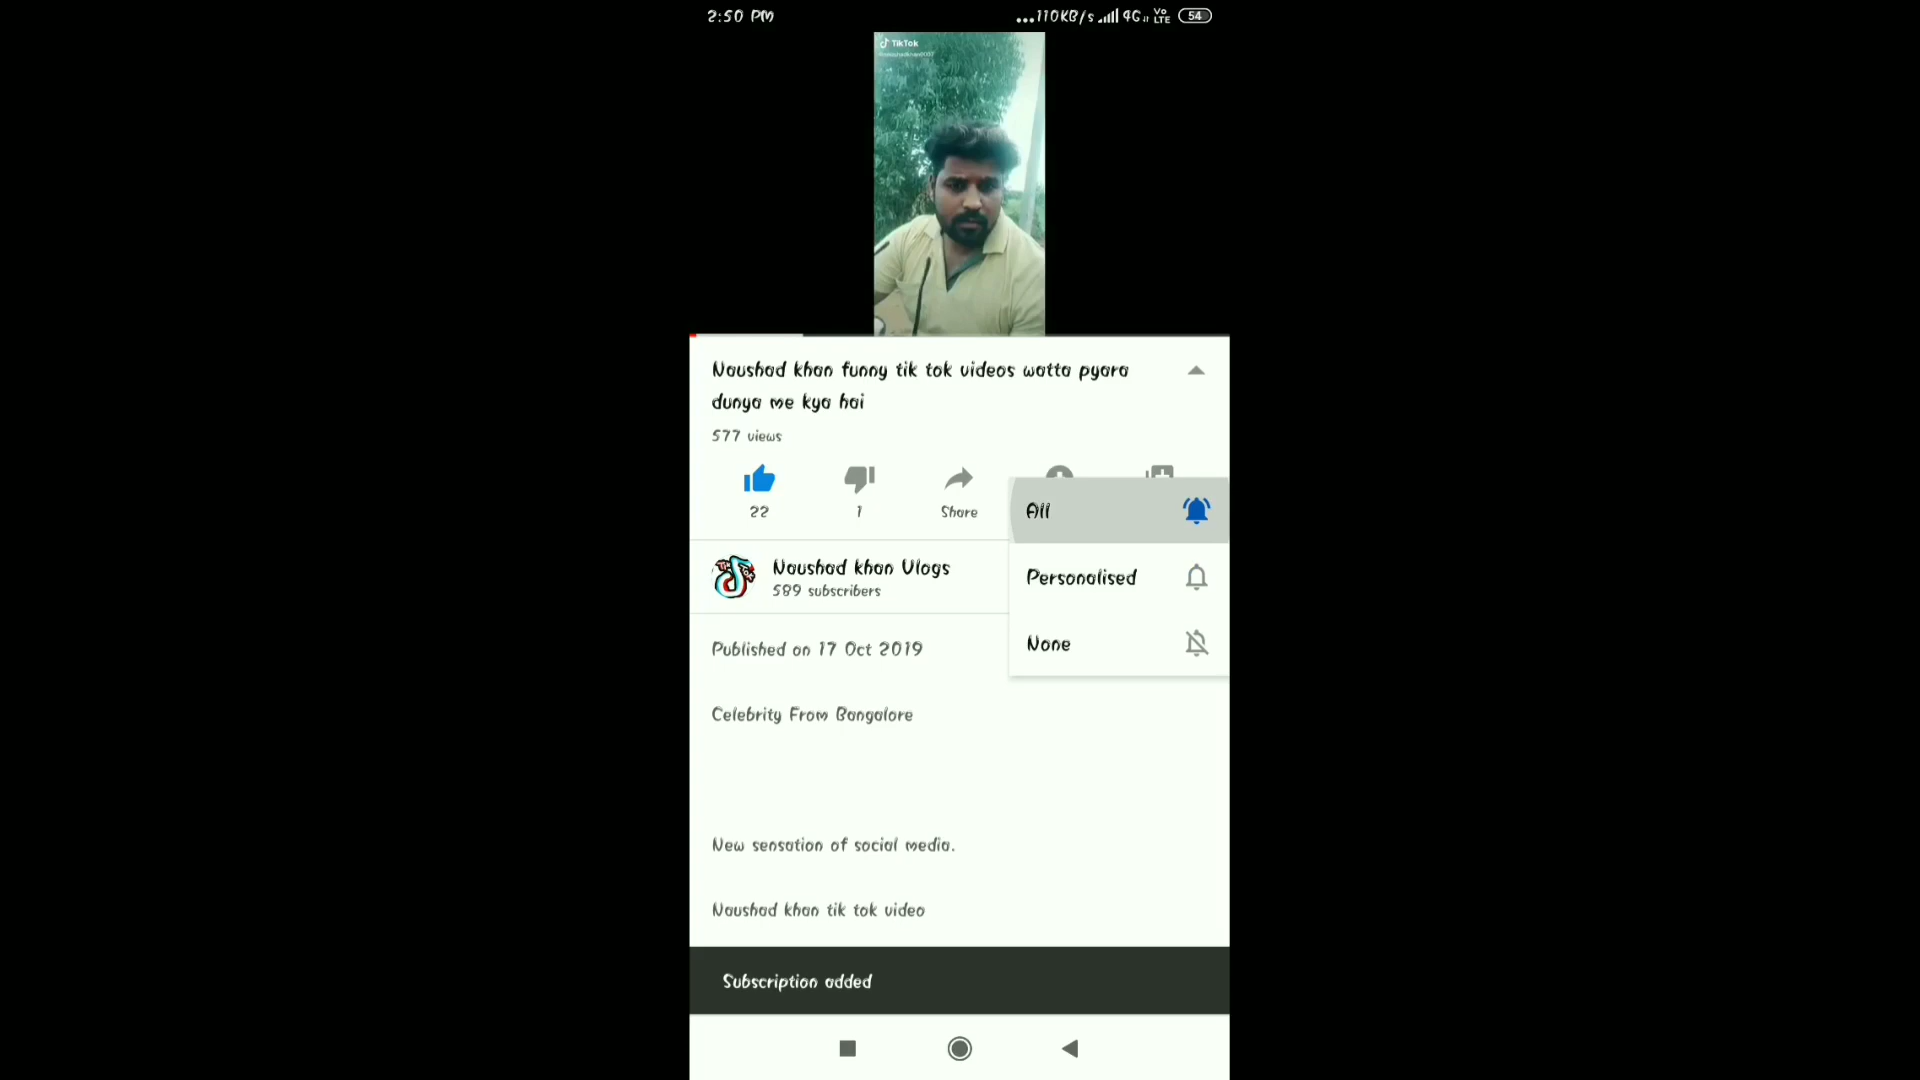 2:50 PM
...110KB/s 4G Vo LTE 54
TikTok
Naushad khan funny tik tok videos watta pyara
dunya me kya hai
577 views
22
1
Share
All
Personalised
None
Naushad khan Vlogs
589 subscribers
Published on 17 Oct 2019
Celebrity From Bangalore
New sensation of social media.
Naushad khan tik tok video
Subscription added